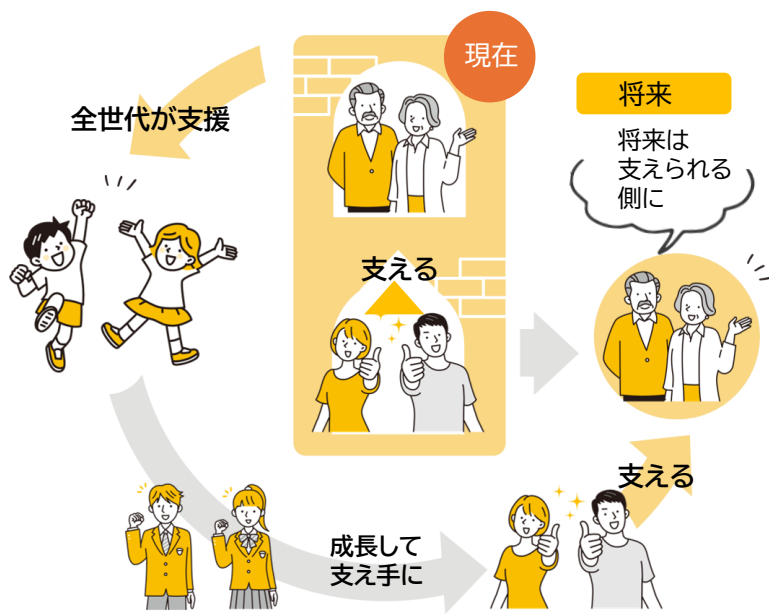 現在
全世代が支援
将来
将来は
支えられる
側に
支える
支える
成長して
支え手に